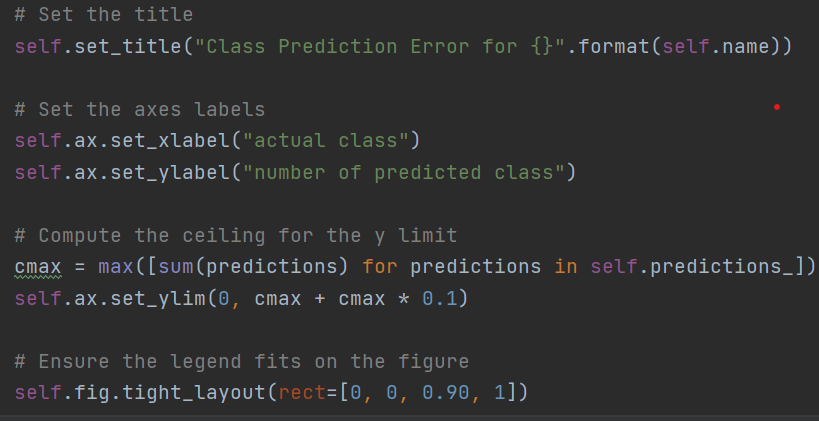 # Set the title
self.set_title("Class Prediction Error for {}".format(self.name))
# Set the axes labels
self.ax.set_xlabel("actual class")
self.ax.set_ylabel("number of predicted class")
# Compute the ceiling for the y limit
cmax = max([sum(predictions) for predictions in self.predictions_])
self.ax.set_ylim(0, cmax + cmax * 0.1)
# Ensure the legend fits on the figure
self.fig.tight_layout(rect=[0, 0, 0.90, 1])